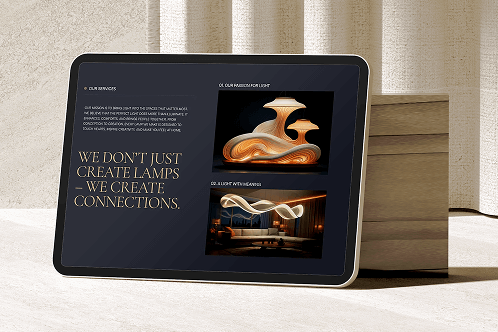 OUR SERVICES
OUR MISSION IS TO BRING LIGHT INTO THE SPACES THAT MATTER MOST.
WE BELIEVE THAT THE PERFECT LIGHT DOES MORE THAN ILLUMINATE; IT
ENHANCES, COMFORTS, AND BRINGS PEOPLE TOGETHER. FROM
CONCEPTION TO CREATION, EVERY LAMP WE MAKE IS DESIGNED TO
TOUCH HEARTS, INSPIRE CREATIVITY, AND MAKE YOU FEEL AT HOME.
WE DON'T JUST
CREATE LAMPS
– WE CREATE
CONNECTIONS.
01. OUR PASSION FOR LIGHT
02. A LIGHT WITH MEANING